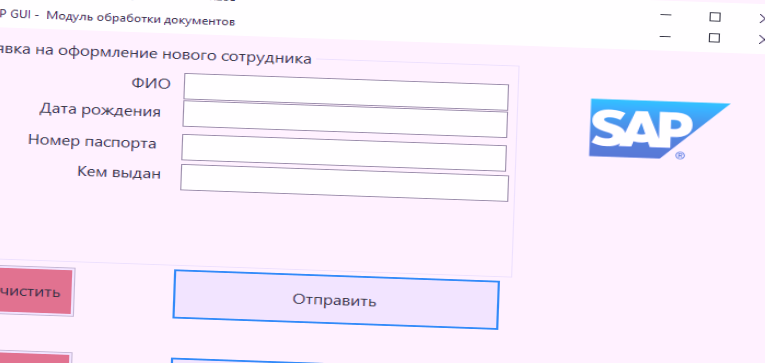 P GUI - Модуль обработки документов
явка на оформление нового сотрудника
ФИО
Дата рождения
Номер паспорта
Кем выдан
SAP®
чистить
Отправить